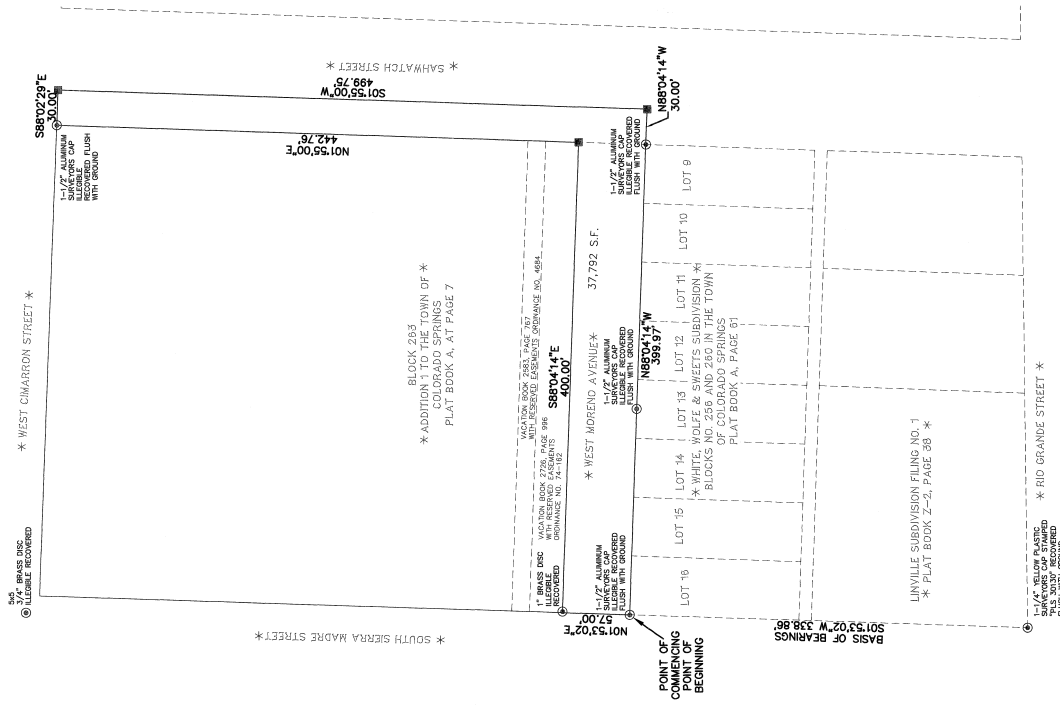 * SAHWATCH STREET *
S88°02'29"E
30.00'
S01°55'00"W
499.75'
N88°04'14"W
30.00'
1-1/2" ALUMINUM
SURVEYORS CAP
ILLEGIBLE
RECOVERED FLUSH
WITH GROUND
N01°55'00"E
442.76'
1-1/2" ALUMINUM
SURVEYORS CAP
ILLEGIBLE RECOVERED
FLUSH WITH GROUND
* WEST CIMARRON STREET *
BLOCK 263
* ADDITION 1 TO THE TOWN OF *
COLORADO SPRINGS
PLAT BOOK A, AT PAGE 7
VACATION BOOK 2583, PAGE 767
WITH RESERVED EASEMENTS ORDINANCE NO. 4684
VACATION BOOK 2726, PAGE 996
WITH RESERVED EASEMENTS
ORDINANCE NO. 74-162
S88°04'14"E
400.00'
37,792 S.F.
* WEST MORENO AVENUE *
1-1/2" ALUMINUM
SURVEYORS CAP
ILLEGIBLE RECOVERED
FLUSH WITH GROUND
N88°04'14"W
399.97'
LOT 9
LOT 10
LOT 11
LOT 12
LOT 13
LOT 14
LOT 15
LOT 16
* WHITE, WOLFE & SWEETS SUBDIVISION *
BLOCKS NO. 256 AND 260 IN THE TOWN
OF COLORADO SPRINGS
PLAT BOOK A, PAGE 61
LINVILLE SUBDIVISION FILING NO. 1
* PLAT BOOK Z-2, PAGE 38 *
* RIO GRANDE STREET *
5x5
3/4" BRASS DISC
ILLEGIBLE RECOVERED
1" BRASS DISC
ILLEGIBLE
RECOVERED
1-1/2" ALUMINUM
SURVEYORS CAP
ILLEGIBLE RECOVERED
FLUSH WITH GROUND
* SOUTH SIERRA MADRE STREET *
N01°53'02"E
57.00'
POINT OF
COMMENCING
POINT OF
BEGINNING
BASIS OF BEARINGS
S01°53'02"W 338.86'
1-1/4" YELLOW PLASTIC
SURVEYORS CAP STAMPED
"PLS 30130" RECOVERED